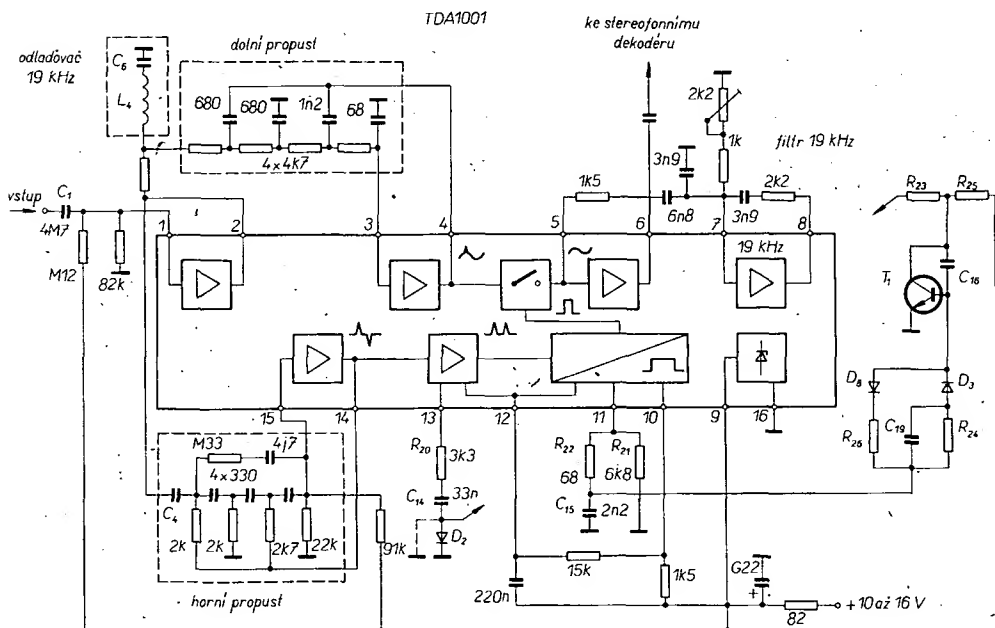 TDA1001
ke stereofonnímu
dekodéru
odlaďovač
19 kHz
dolní propust
C6
L4
680
680
1n2
68
4×4k7
2k2
1k
filtr 19 kHz
3n9
1k5
6n8
3n9
2k2
R23
R25
vstup
C1
4M7
M12
82k
1
2
3
4
5
6
7
8
19 kHz
T1
C16
15
14
13
12
11
10
9
16
D8
D3
R26
C19
R24
M33
4j7
4×330
C4
2k
2k
2k7
22k
91k
horní propust
R20
3k3
C14
33n
D2
R22
68
R21
6k8
C15
2n2
15k
220n
1k5
G22
+
82
+10 až 16 V